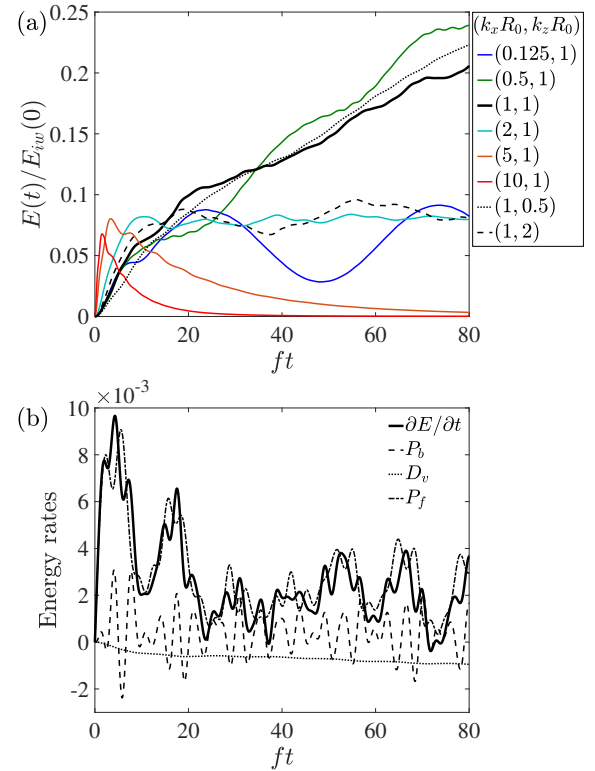 (a)
0.25
0.2
0.15
0.1
0.05
0
E(t)/E_{iw}(0)
0 20 40 60 80
ft
(k_xR_0, k_zR_0)
(0.125, 1)
(0.5, 1)
(1, 1)
(2, 1)
(5, 1)
(10, 1)
(1, 0.5)
(1, 2)
(b)
×10^{-3}
10
8
6
4
2
0
-2
Energy rates
0 20 40 60 80
ft
∂E/∂t
P_b
D_v
P_f